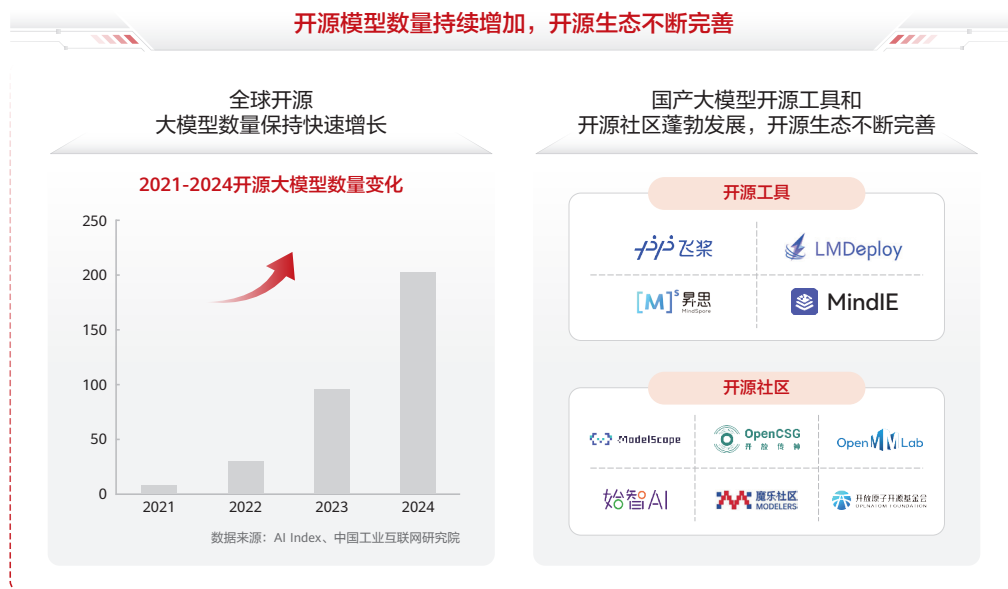 开源模型数量持续增加，开源生态不断完善
全球开源
大模型数量保持快速增长
2021-2024开源大模型数量变化
250
200
150
100
50
0
2021
2022
2023
2024
数据来源：AI Index、中国工业互联网研究院
国产大模型开源工具和
开源社区蓬勃发展，开源生态不断完善
开源工具
飞桨
LMDeploy
[M]s 昇思
MindSpore
MindIE
开源社区
ModelScope
OpenCSG
开放传神
OpenMMLab
始智AI
魔乐社区
MODELERS
开放原子开源基金会
OPENATOM FOUNDATION